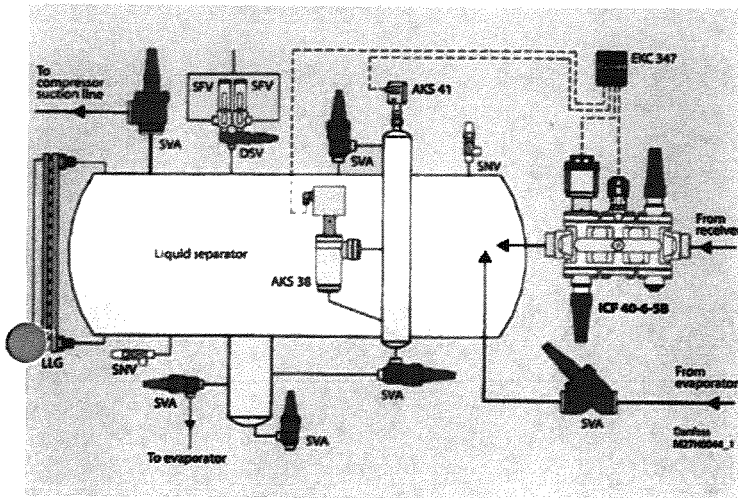 To
compressor
suction line
SVA
SFV SFV
DSV
SVA
AKS 41
SNV
EKC 347
From
receiver
ICF 40-6-5B
Liquid separator
AKS 38
LLG
SNV
SVA
SVA
SVA
To evaporator
From
evaporator
SVA
Danfoss
M27H0044_1